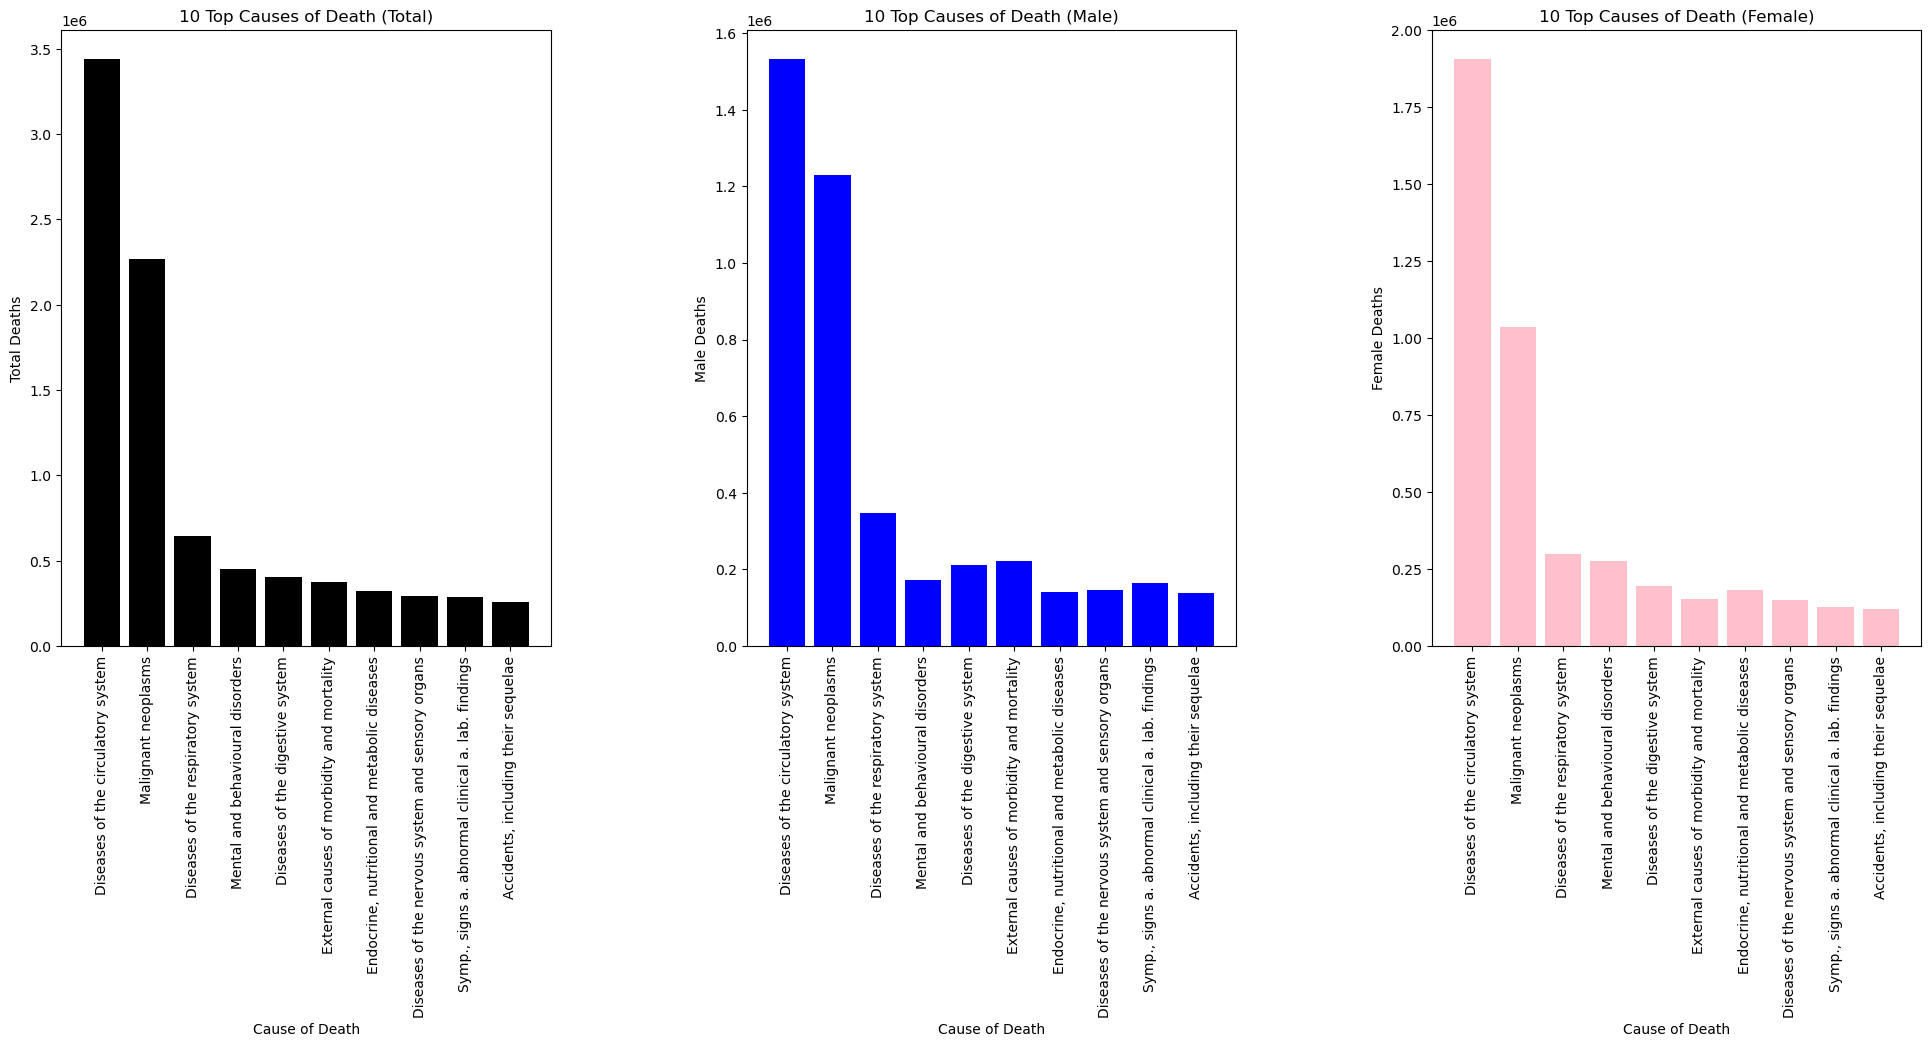 10 Top Causes of Death (Total)
1e6
3.5
3.0
2.5
2.0
1.5
1.0
0.5
0.0
Total Deaths
Diseases of the circulatory system
Malignant neoplasms
Diseases of the respiratory system
Mental and behavioural disorders
Diseases of the digestive system
External causes of morbidity and mortality
Endocrine, nutritional and metabolic diseases
Diseases of the nervous system and sensory organs
Symp., signs a. abnormal clinical a. lab. findings
Accidents, including their sequelae
Cause of Death
10 Top Causes of Death (Male)
1e6
1.6
1.4
1.2
1.0
0.8
0.6
0.4
0.2
0.0
Male Deaths
Diseases of the circulatory system
Malignant neoplasms
Diseases of the respiratory system
Mental and behavioural disorders
Diseases of the digestive system
External causes of morbidity and mortality
Endocrine, nutritional and metabolic diseases
Diseases of the nervous system and sensory organs
Symp., signs a. abnormal clinical a. lab. findings
Accidents, including their sequelae
Cause of Death
10 Top Causes of Death (Female)
1e6
2.00
1.75
1.50
1.25
1.00
0.75
0.50
0.25
0.00
Female Deaths
Diseases of the circulatory system
Malignant neoplasms
Diseases of the respiratory system
Mental and behavioural disorders
Diseases of the digestive system
External causes of morbidity and mortality
Endocrine, nutritional and metabolic diseases
Diseases of the nervous system and sensory organs
Symp., signs a. abnormal clinical a. lab. findings
Accidents, including their sequelae
Cause of Death